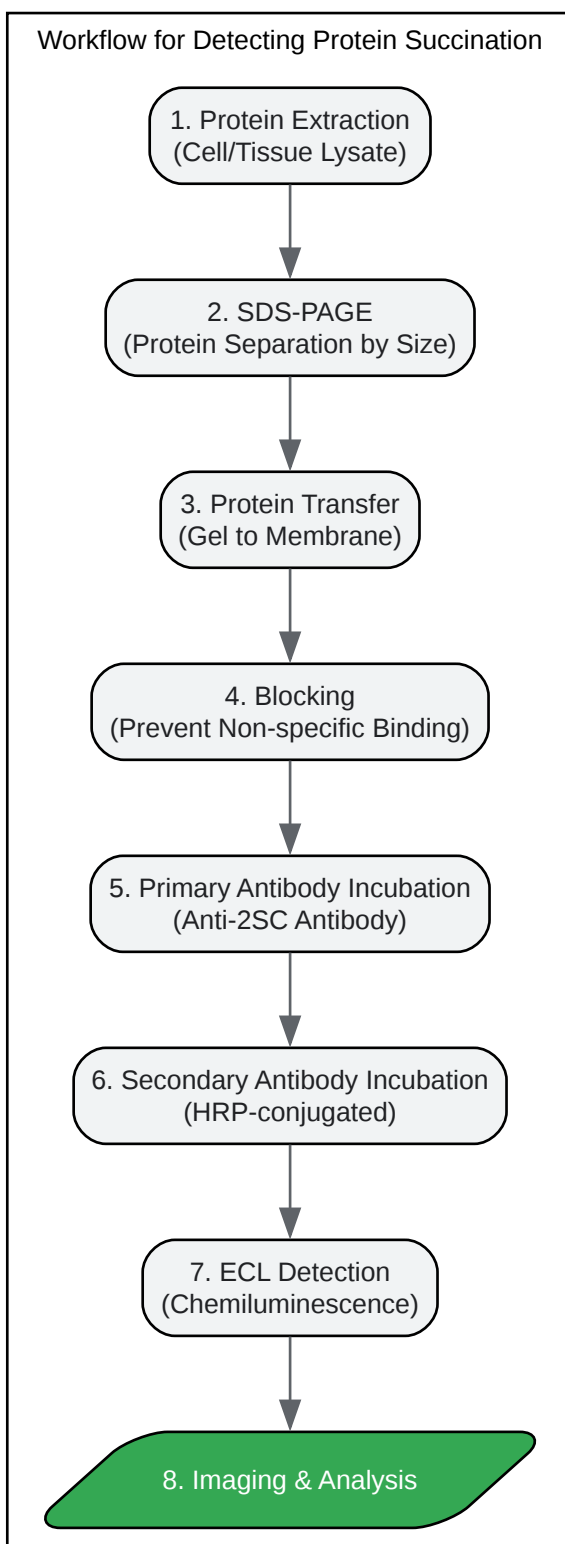 Workflow for Detecting Protein Succination
1. Protein Extraction
(Cell/Tissue Lysate)
2. SDS-PAGE
(Protein Separation by Size)
3. Protein Transfer
(Gel to Membrane)
4. Blocking
(Prevent Non-specific Binding)
5. Primary Antibody Incubation
(Anti-2SC Antibody)
6. Secondary Antibody Incubation
(HRP-conjugated)
7. ECL Detection
(Chemiluminescence)
8. Imaging & Analysis